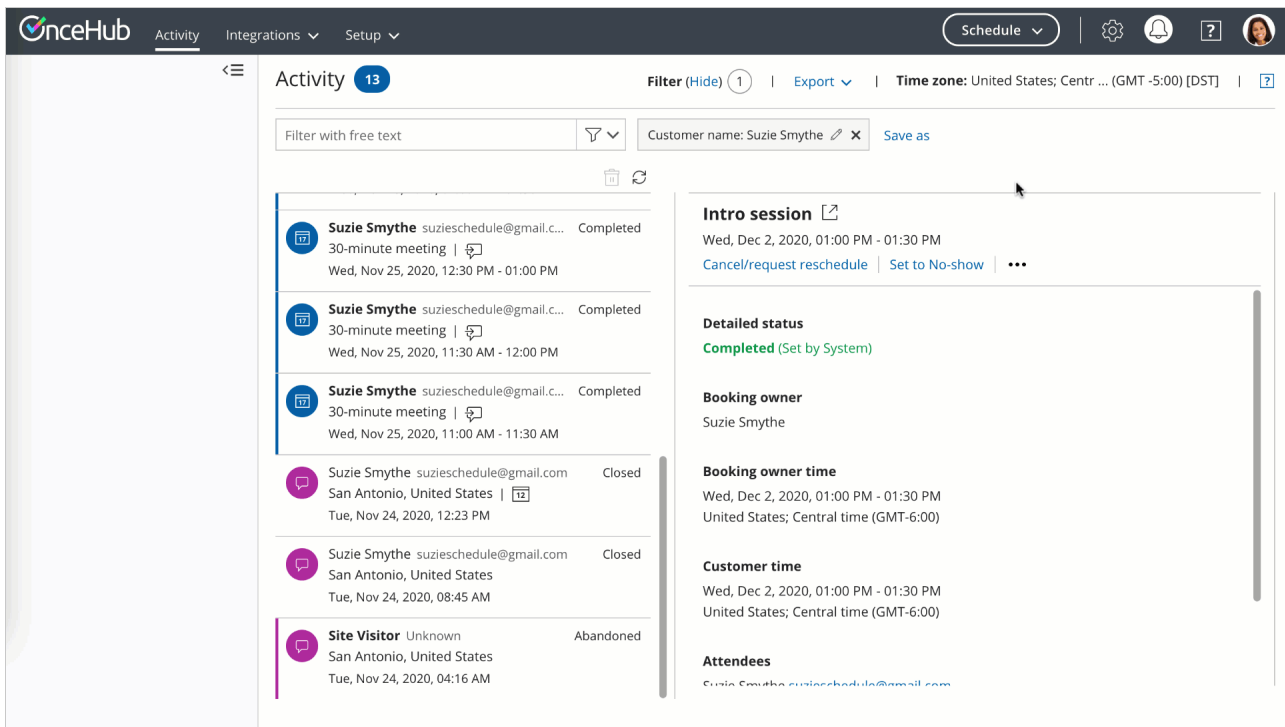 OnceHub Activity Integrations Setup Schedule ?
Activity 13 Filter (Hide) 1 | Export | Time zone: United States; Centr ... (GMT -5:00) [DST] | ?
Filter with free text Customer name: Suzie Smythe Save as
Suzie Smythe suzieschedule@gmail.c... Completed
17
30-minute meeting |
Wed, Nov 25, 2020, 12:30 PM - 01:00 PM
Suzie Smythe suzieschedule@gmail.c... Completed
17
30-minute meeting |
Wed, Nov 25, 2020, 11:30 AM - 12:00 PM
Suzie Smythe suzieschedule@gmail.c... Completed
17
30-minute meeting |
Wed, Nov 25, 2020, 11:00 AM - 11:30 AM
Suzie Smythe suzieschedule@gmail.com Closed
San Antonio, United States | 12
Tue, Nov 24, 2020, 12:23 PM
Suzie Smythe suzieschedule@gmail.com Closed
San Antonio, United States
Tue, Nov 24, 2020, 08:45 AM
Site Visitor Unknown Abandoned
San Antonio, United States
Tue, Nov 24, 2020, 04:16 AM
Intro session
Wed, Dec 2, 2020, 01:00 PM - 01:30 PM
Cancel/request reschedule | Set to No-show | •••
Detailed status
Completed (Set by System)
Booking owner
Suzie Smythe
Booking owner time
Wed, Dec 2, 2020, 01:00 PM - 01:30 PM
United States; Central time (GMT-6:00)
Customer time
Wed, Dec 2, 2020, 01:00 PM - 01:30 PM
United States; Central time (GMT-6:00)
Attendees
Suzie Smythe suzieschedule@gmail.com